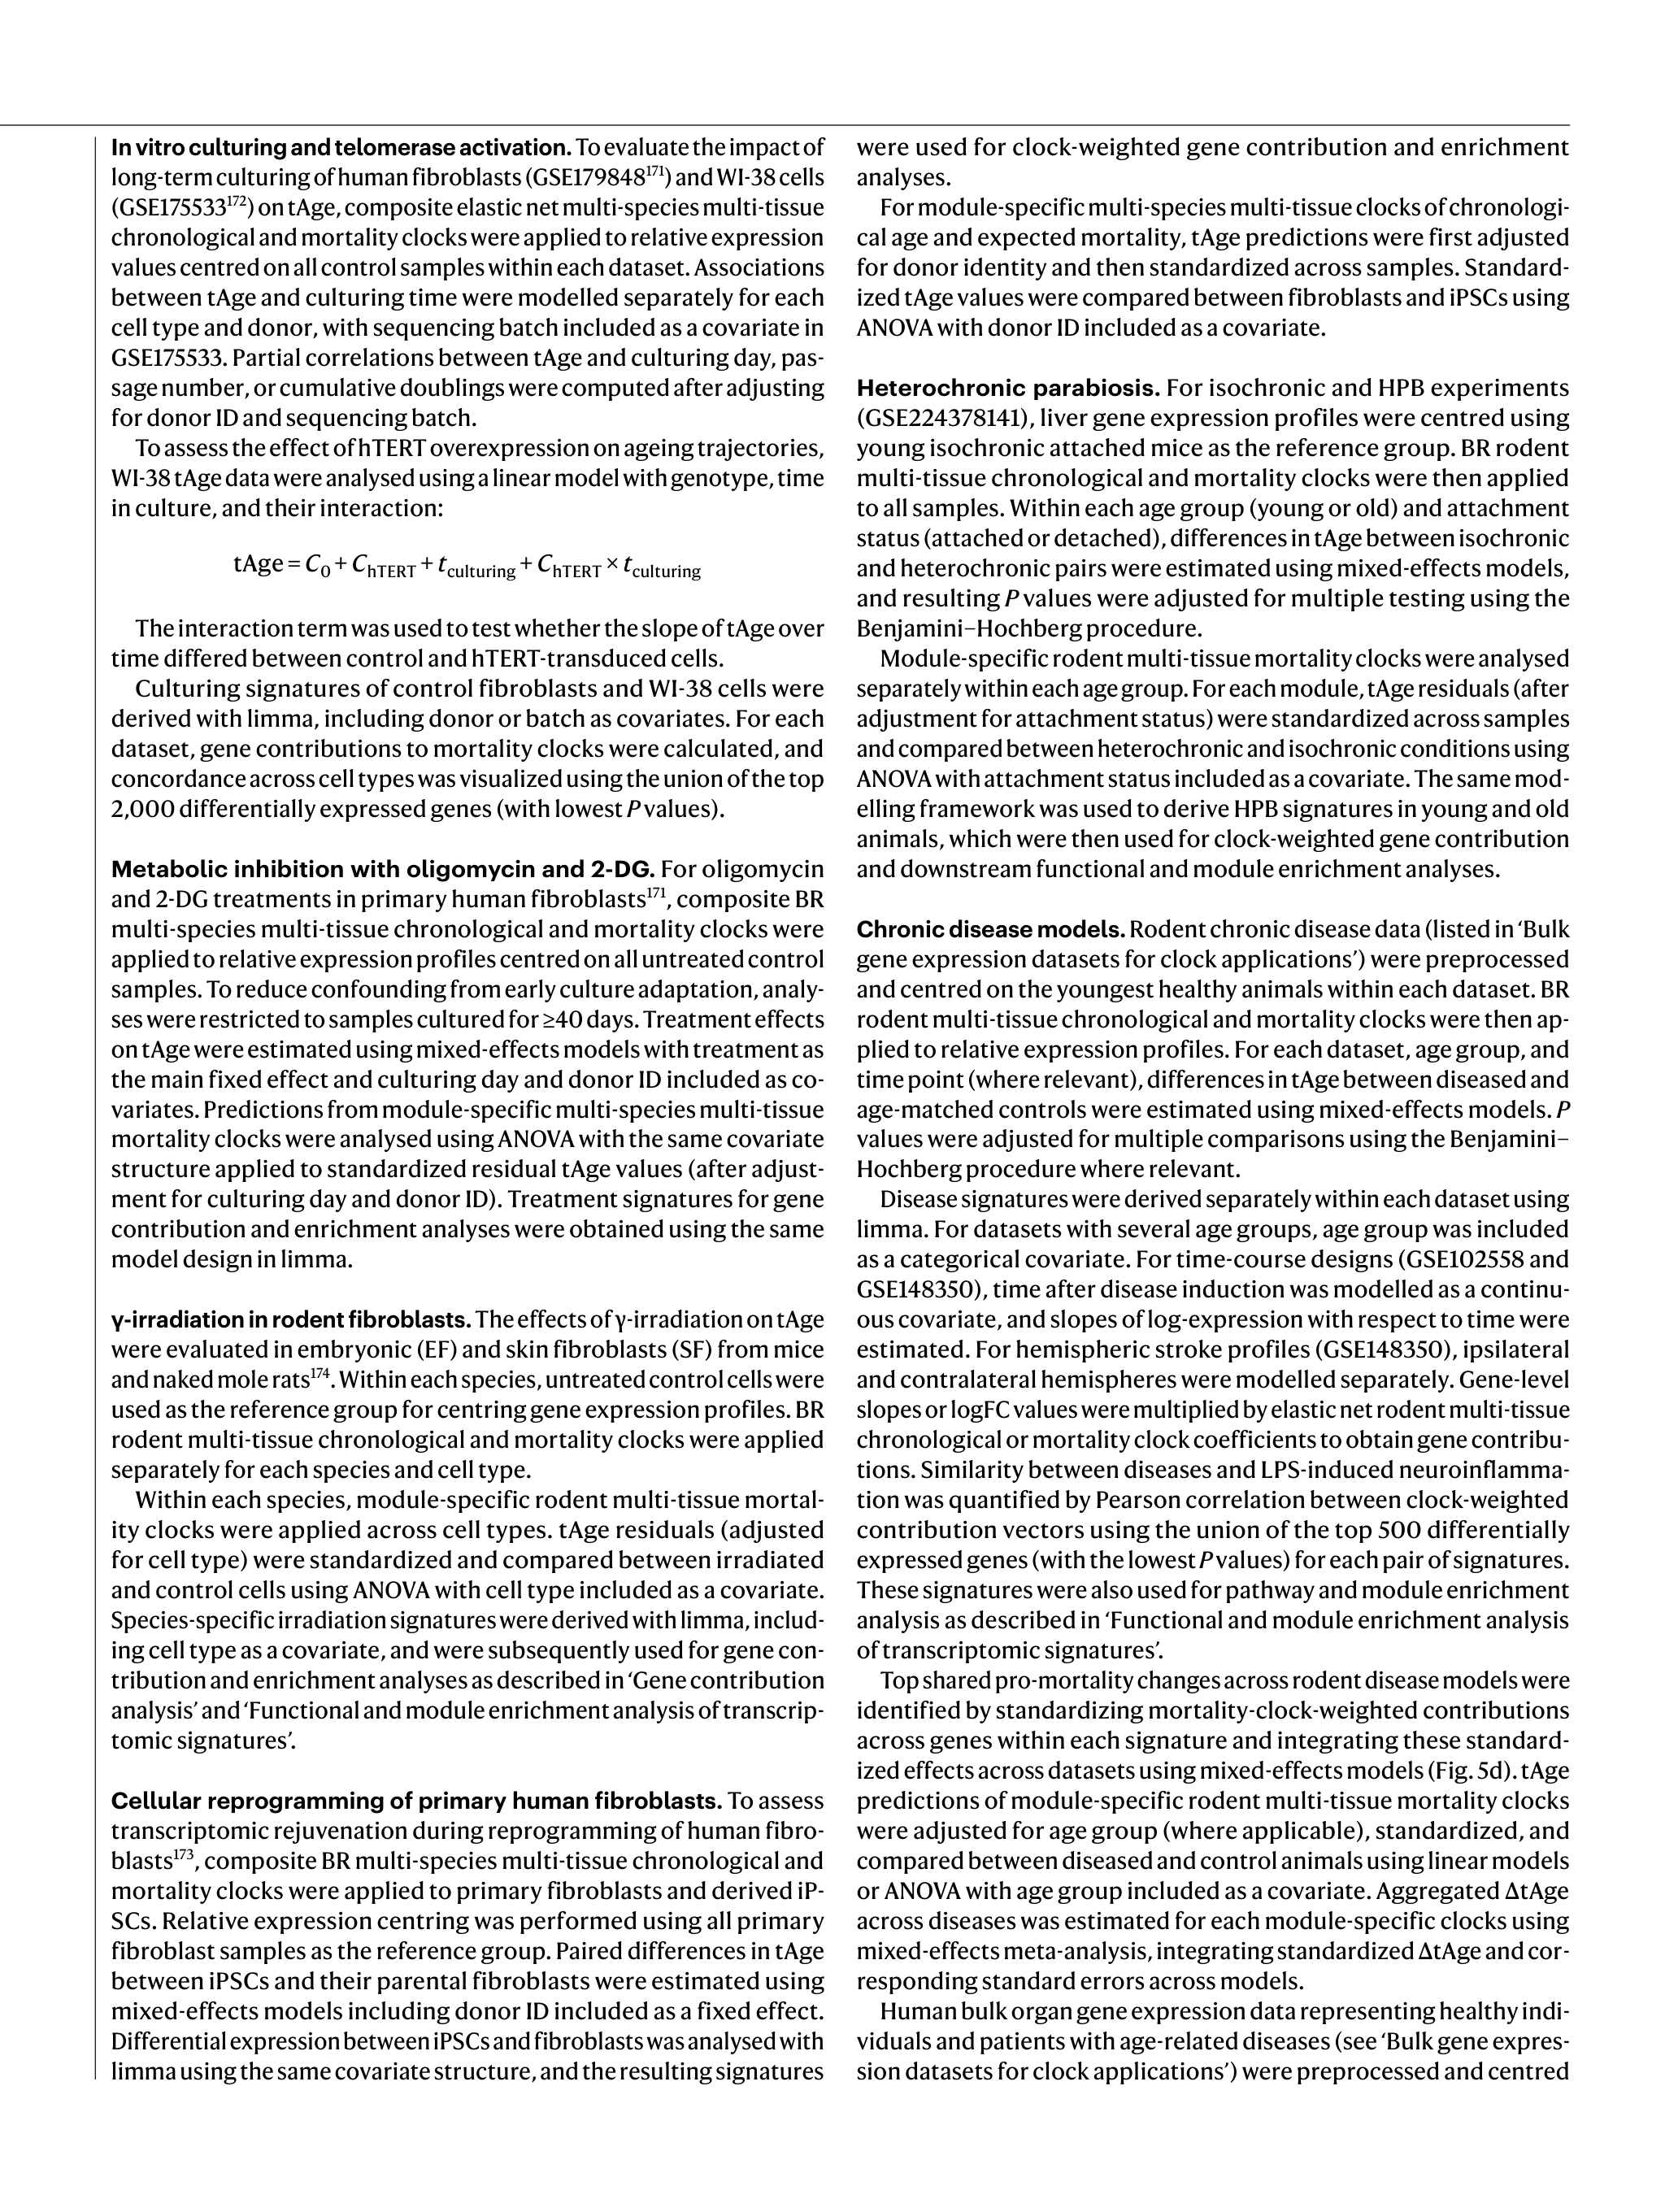 In vitro culturing and telomerase activation. To evaluate the impact of
long-term culturing of human fibroblasts (GSE179848171) and WI-38 cells
(GSE175533172) on tAge, composite elastic net multi-species multi-tissue
chronological and mortality clocks were applied to relative expression
values centred on all control samples within each dataset. Associations
between tAge and culturing time were modelled separately for each
cell type and donor, with sequencing batch included as a covariate in
GSE175533. Partial correlations between tAge and culturing day, pas-
sage number, or cumulative doublings were computed after adjusting
for donor ID and sequencing batch.
To assess the effect of hTERT overexpression on ageing trajectories,
WI-38 tAge data were analysed using a linear model with genotype, time
in culture, and their interaction:
tAge = C0 + ChTERT + tculturing + ChTERT × tculturing
The interaction term was used to test whether the slope of tAge over
time differed between control and hTERT-transduced cells.
Culturing signatures of control fibroblasts and WI-38 cells were
derived with limma, including donor or batch as covariates. For each
dataset, gene contributions to mortality clocks were calculated, and
concordance across cell types was visualized using the union of the top
2,000 differentially expressed genes (with lowest P values).
Metabolic inhibition with oligomycin and 2-DG. For oligomycin
and 2-DG treatments in primary human fibroblasts171, composite BR
multi-species multi-tissue chronological and mortality clocks were
applied to relative expression profiles centred on all untreated control
samples. To reduce confounding from early culture adaptation, analy-
ses were restricted to samples cultured for ≥40 days. Treatment effects
on tAge were estimated using mixed-effects models with treatment as
the main fixed effect and culturing day and donor ID included as co-
variates. Predictions from module-specific multi-species multi-tissue
mortality clocks were analysed using ANOVA with the same covariate
structure applied to standardized residual tAge values (after adjust-
ment for culturing day and donor ID). Treatment signatures for gene
contribution and enrichment analyses were obtained using the same
model design in limma.
γ-irradiation in rodent fibroblasts. The effects of γ-irradiation on tAge
were evaluated in embryonic (EF) and skin fibroblasts (SF) from mice
and naked mole rats174. Within each species, untreated control cells were
used as the reference group for centring gene expression profiles. BR
rodent multi-tissue chronological and mortality clocks were applied
separately for each species and cell type.
Within each species, module-specific rodent multi-tissue mortal-
ity clocks were applied across cell types. tAge residuals (adjusted
for cell type) were standardized and compared between irradiated
and control cells using ANOVA with cell type included as a covariate.
Species-specific irradiation signatures were derived with limma, includ-
ing cell type as a covariate, and were subsequently used for gene con-
tribution and enrichment analyses as described in ‘Gene contribution
analysis’ and ‘Functional and module enrichment analysis of transcrip-
tomic signatures’.
Cellular reprogramming of primary human fibroblasts. To assess
transcriptomic rejuvenation during reprogramming of human fibro-
blasts173, composite BR multi-species multi-tissue chronological and
mortality clocks were applied to primary fibroblasts and derived iP-
SCs. Relative expression centring was performed using all primary
fibroblast samples as the reference group. Paired differences in tAge
between iPSCs and their parental fibroblasts were estimated using
mixed-effects models including donor ID included as a fixed effect.
Differential expression between iPSCs and fibroblasts was analysed with
limma using the same covariate structure, and the resulting signatures
were used for clock-weighted gene contribution and enrichment
analyses.
For module-specific multi-species multi-tissue clocks of chronologi-
cal age and expected mortality, tAge predictions were first adjusted
for donor identity and then standardized across samples. Standard-
ized tAge values were compared between fibroblasts and iPSCs using
ANOVA with donor ID included as a covariate.
Heterochronic parabiosis. For isochronic and HPB experiments
(GSE224378141), liver gene expression profiles were centred using
young isochronic attached mice as the reference group. BR rodent
multi-tissue chronological and mortality clocks were then applied
to all samples. Within each age group (young or old) and attachment
status (attached or detached), differences in tAge between isochronic
and heterochronic pairs were estimated using mixed-effects models,
and resulting P values were adjusted for multiple testing using the
Benjamini–Hochberg procedure.
Module-specific rodent multi-tissue mortality clocks were analysed
separately within each age group. For each module, tAge residuals (after
adjustment for attachment status) were standardized across samples
and compared between heterochronic and isochronic conditions using
ANOVA with attachment status included as a covariate. The same mod-
elling framework was used to derive HPB signatures in young and old
animals, which were then used for clock-weighted gene contribution
and downstream functional and module enrichment analyses.
Chronic disease models. Rodent chronic disease data (listed in ‘Bulk
gene expression datasets for clock applications’) were preprocessed
and centred on the youngest healthy animals within each dataset. BR
rodent multi-tissue chronological and mortality clocks were then ap-
plied to relative expression profiles. For each dataset, age group, and
time point (where relevant), differences in tAge between diseased and
age-matched controls were estimated using mixed-effects models. P
values were adjusted for multiple comparisons using the Benjamini–
Hochberg procedure where relevant.
Disease signatures were derived separately within each dataset using
limma. For datasets with several age groups, age group was included
as a categorical covariate. For time-course designs (GSE102558 and
GSE148350), time after disease induction was modelled as a continu-
ous covariate, and slopes of log-expression with respect to time were
estimated. For hemispheric stroke profiles (GSE148350), ipsilateral
and contralateral hemispheres were modelled separately. Gene-level
slopes or logFC values were multiplied by elastic net rodent multi-tissue
chronological or mortality clock coefficients to obtain gene contribu-
tions. Similarity between diseases and LPS-induced neuroinflamma-
tion was quantified by Pearson correlation between clock-weighted
contribution vectors using the union of the top 500 differentially
expressed genes (with the lowest P values) for each pair of signatures.
These signatures were also used for pathway and module enrichment
analysis as described in ‘Functional and module enrichment analysis
of transcriptomic signatures’.
Top shared pro-mortality changes across rodent disease models were
identified by standardizing mortality-clock-weighted contributions
across genes within each signature and integrating these standard-
ized effects across datasets using mixed-effects models (Fig. 5d). tAge
predictions of module-specific rodent multi-tissue mortality clocks
were adjusted for age group (where applicable), standardized, and
compared between diseased and control animals using linear models
or ANOVA with age group included as a covariate. Aggregated ΔtAge
across diseases was estimated for each module-specific clocks using
mixed-effects meta-analysis, integrating standardized ΔtAge and cor-
responding standard errors across models.
Human bulk organ gene expression data representing healthy indi-
viduals and patients with age-related diseases (see ‘Bulk gene expres-
sion datasets for clock applications’) were preprocessed and centred